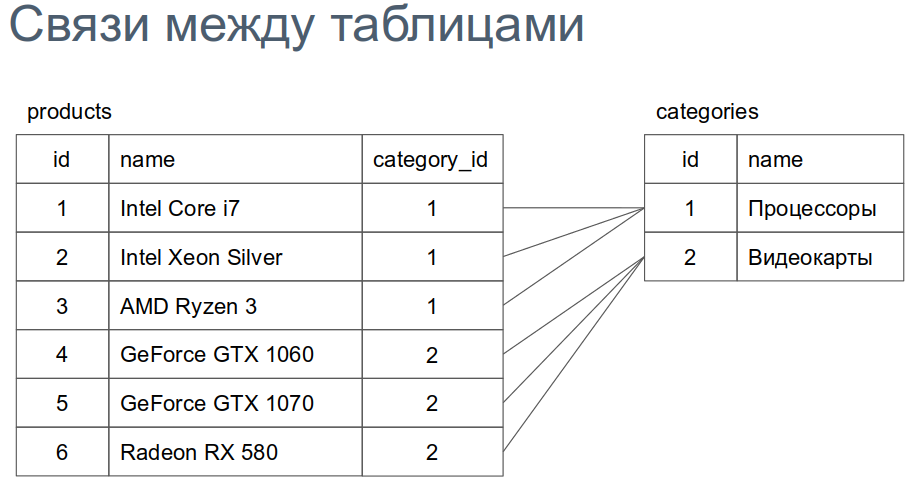 Связи между таблицами
products
id name category_id
1 Intel Core i7 1
2 Intel Xeon Silver 1
3 AMD Ryzen 3 1
4 GeForce GTX 1060 2
5 GeForce GTX 1070 2
6 Radeon RX 580 2
categories
id name
1 Процессоры
2 Видеокарты